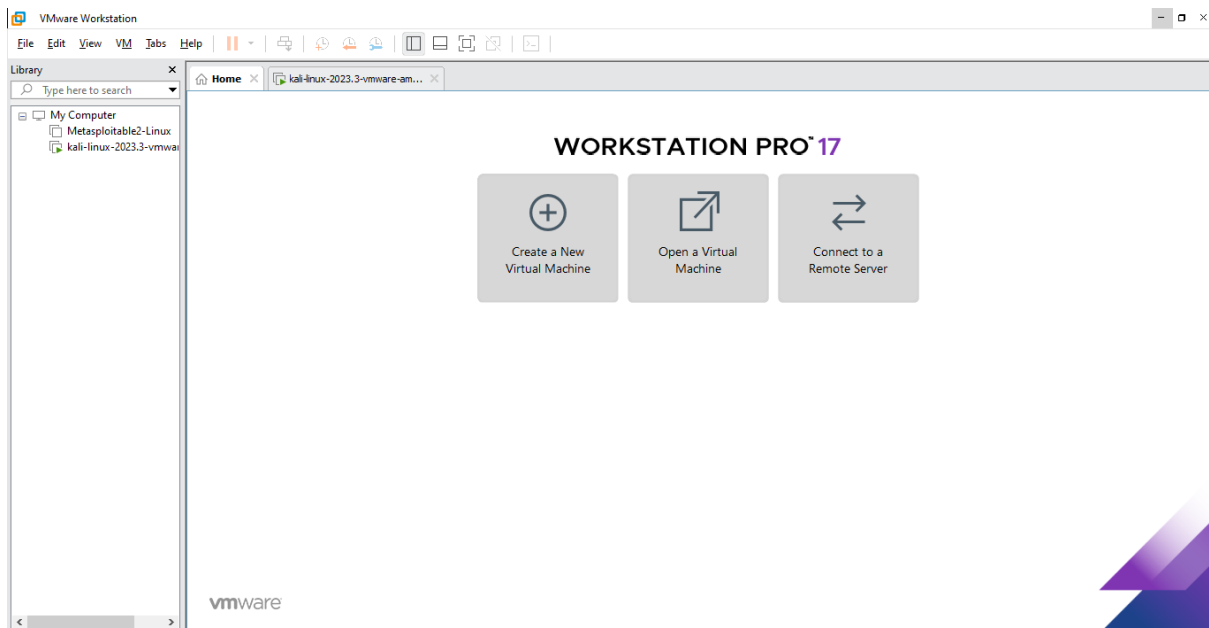 VMware Workstation
File Edit View VM Tabs Help
Library
Type here to search
My Computer
Metasploitable2-Linux
kali-linux-2023.3-vmwar
Home
kali-linux-2023.3-vmware-am...
WORKSTATION PRO™ 17
Create a New
Virtual Machine
Open a Virtual
Machine
Connect to a
Remote Server
vmware